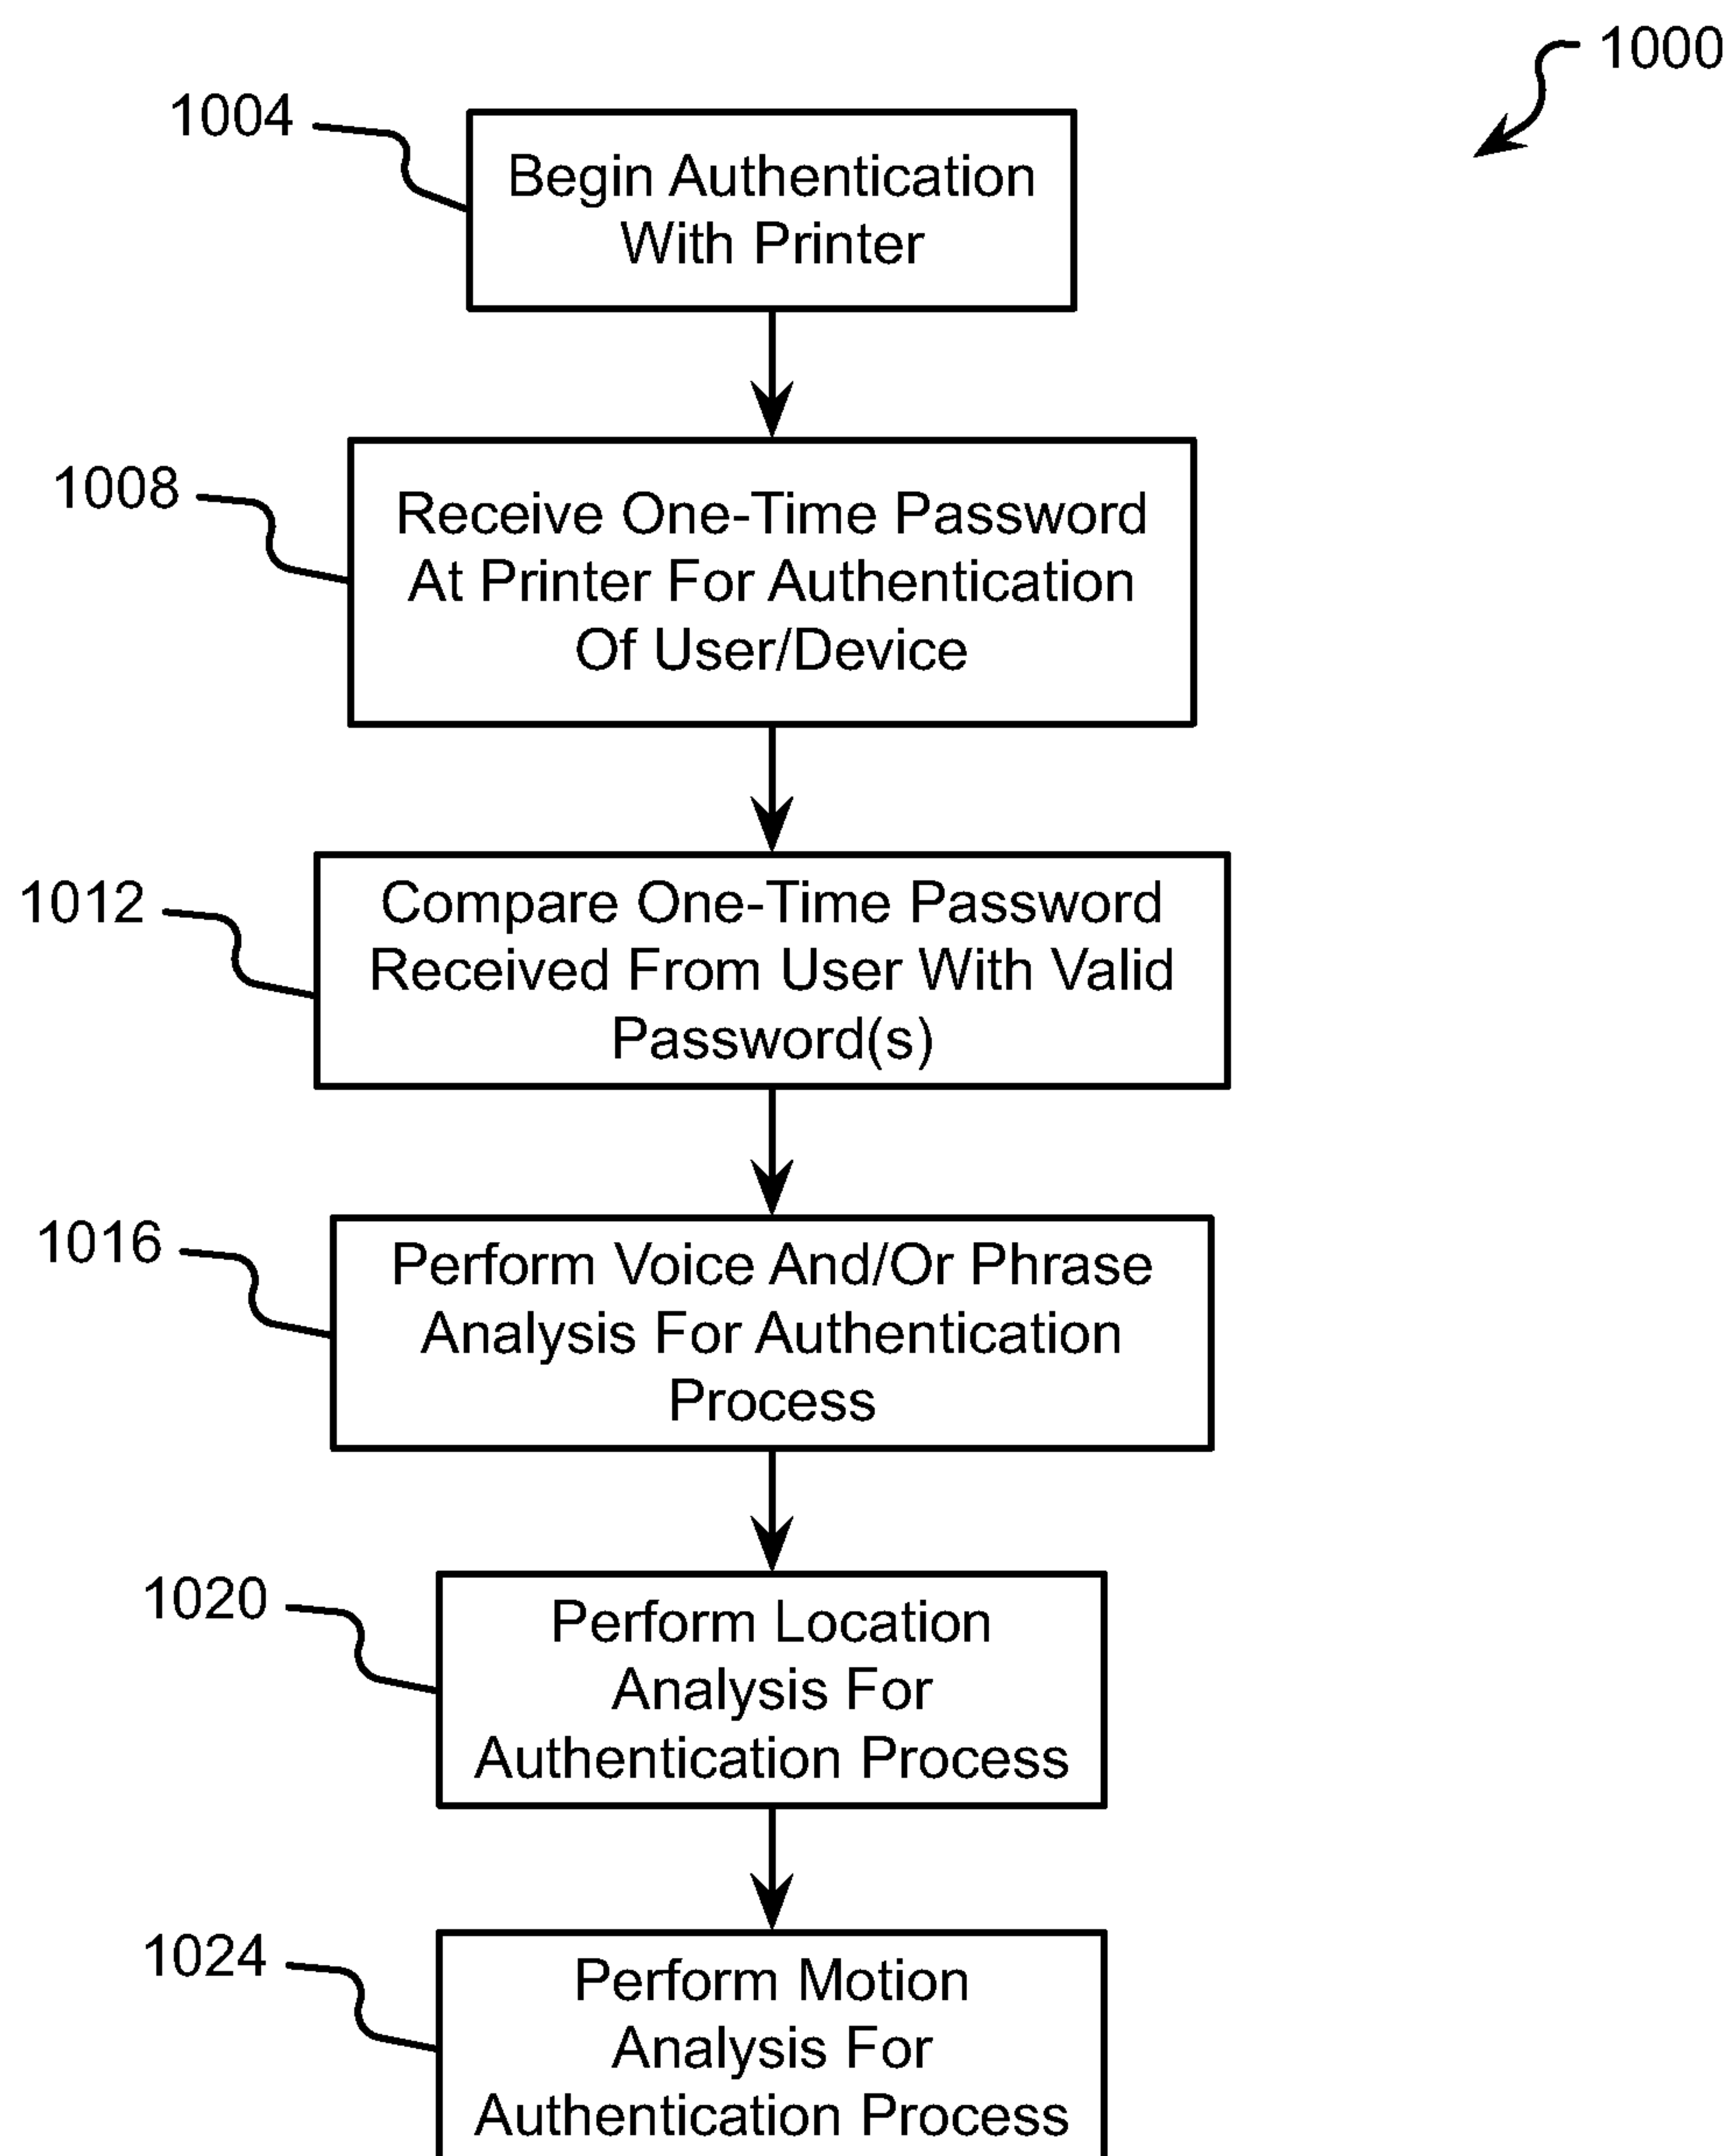 1000
1004
Begin Authentication
With Printer
1008
Receive One-Time Password
At Printer For Authentication
Of User/Device
1012
Compare One-Time Password
Received From User With Valid
Password(s)
1016
Perform Voice And/Or Phrase
Analysis For Authentication
Process
1020
Perform Location
Analysis For
Authentication Process
1024
Perform Motion
Analysis For
Authentication Process